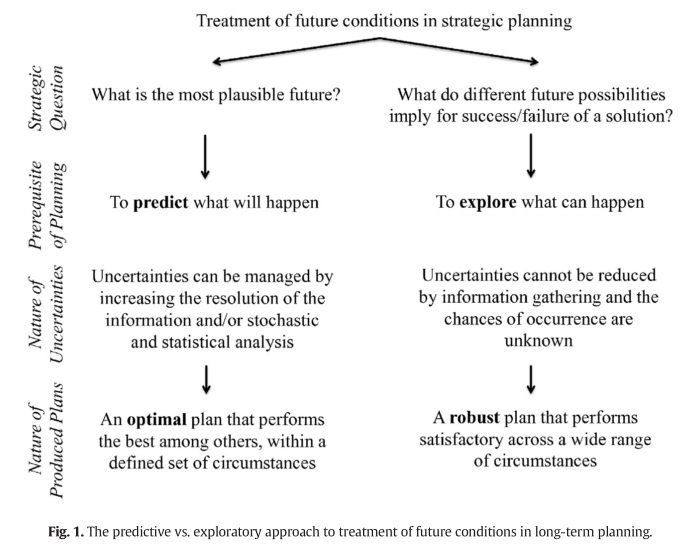 Treatment of future conditions in strategic planning
Strategic
Question
What is the most plausible future?
What do different future possibilities
imply for success/failure of a solution?
Prerequisite
of Planning
To predict what will happen
To explore what can happen
Nature of
Uncertainties
Uncertainties can be managed by
increasing the resolution of the
information and/or stochastic
and statistical analysis
Uncertainties cannot be reduced
by information gathering and the
chances of occurrence are
unknown
Nature of
Produced Plans
An optimal plan that performs
the best among others, within a
defined set of circumstances
A robust plan that performs
satisfactory across a wide range
of circumstances
Fig. 1. The predictive vs. exploratory approach to treatment of future conditions in long-term planning.